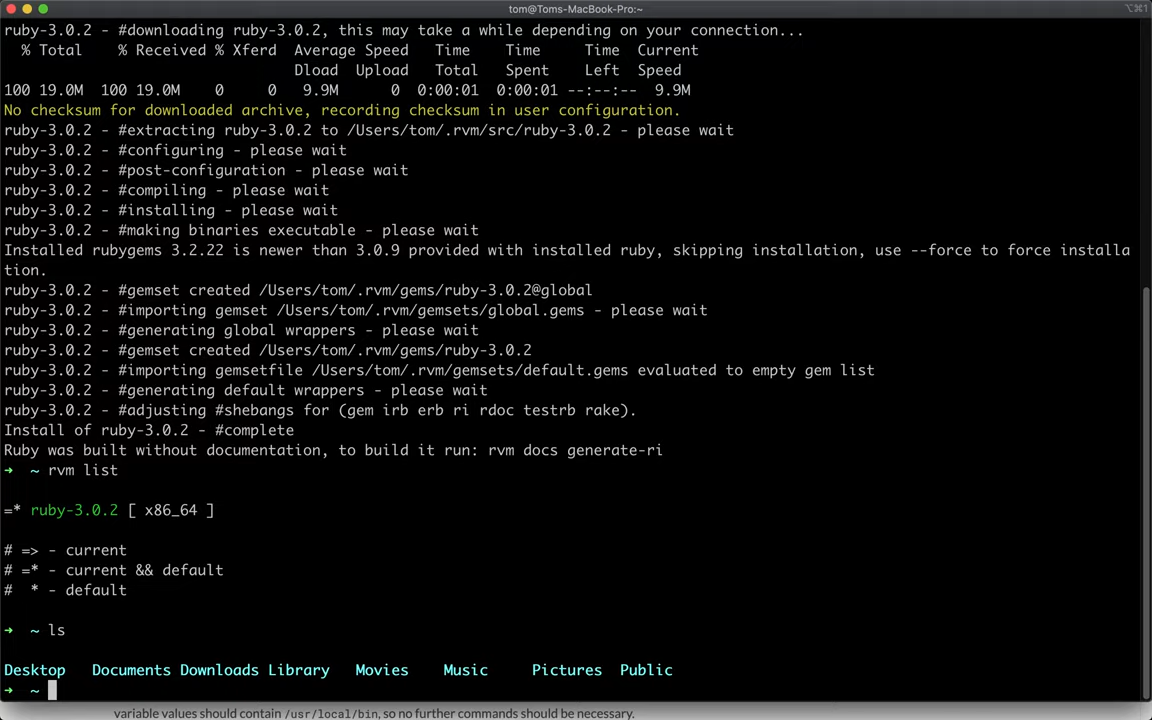 tom@Toms-MacBook-Pro:~
⌥⌘1
ruby-3.0.2 - #downloading ruby-3.0.2, this may take a while depending on your connection...
  % Total    % Received % Xferd  Average Speed   Time    Time     Time  Current
                                 Dload  Upload   Total   Spent    Left  Speed
100 19.0M  100 19.0M    0     0   9.9M      0  0:00:01  0:00:01 --:--:--  9.9M
No checksum for downloaded archive, recording checksum in user configuration.
ruby-3.0.2 - #extracting ruby-3.0.2 to /Users/tom/.rvm/src/ruby-3.0.2 - please wait
ruby-3.0.2 - #configuring - please wait
ruby-3.0.2 - #post-configuration - please wait
ruby-3.0.2 - #compiling - please wait
ruby-3.0.2 - #installing - please wait
ruby-3.0.2 - #making binaries executable - please wait
Installed rubygems 3.2.22 is newer than 3.0.9 provided with installed ruby, skipping installation, use --force to force installa
tion.
ruby-3.0.2 - #gemset created /Users/tom/.rvm/gems/ruby-3.0.2@global
ruby-3.0.2 - #importing gemset /Users/tom/.rvm/gemsets/global.gems - please wait
ruby-3.0.2 - #generating global wrappers - please wait
ruby-3.0.2 - #gemset created /Users/tom/.rvm/gems/ruby-3.0.2
ruby-3.0.2 - #importing gemsetfile /Users/tom/.rvm/gemsets/default.gems evaluated to empty gem list
ruby-3.0.2 - #generating default wrappers - please wait
ruby-3.0.2 - #adjusting #shebangs for (gem irb erb ri rdoc testrb rake).
Install of ruby-3.0.2 - #complete
Ruby was built without documentation, to build it run: rvm docs generate-ri
➜  ~ rvm list
=* ruby-3.0.2 [ x86_64 ]
# => - current
# =* - current && default
#  * - default
➜  ~ ls
Desktop   Documents Downloads Library   Movies    Music     Pictures  Public
➜  ~
variable values should contain /usr/local/bin, so no further commands should be necessary.